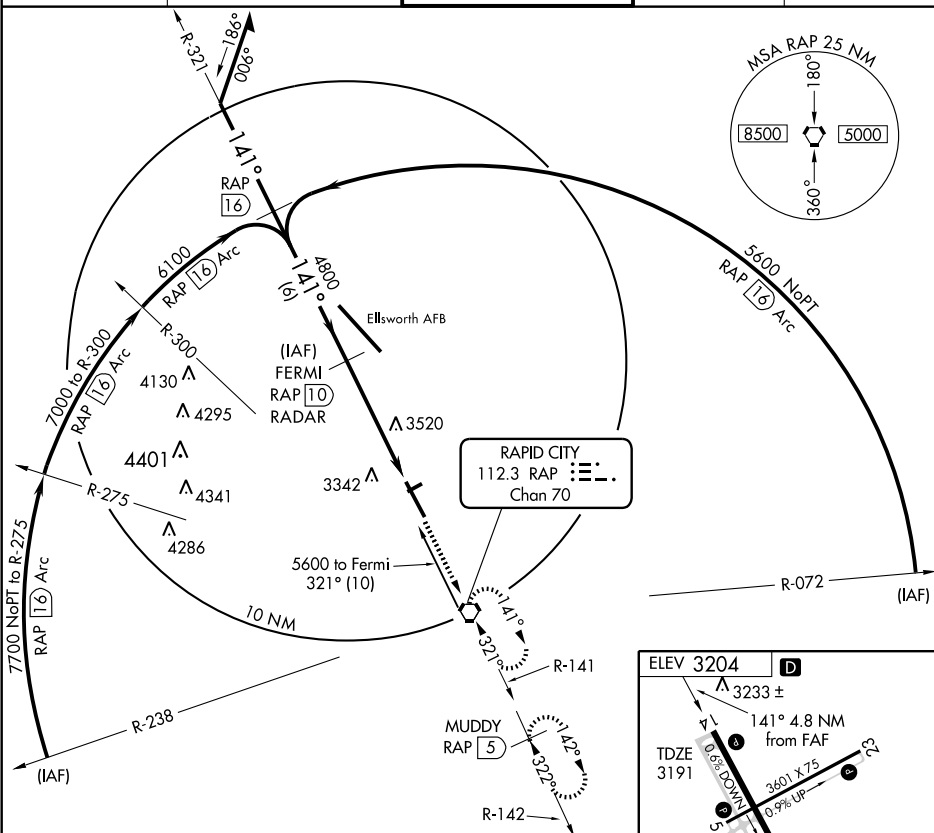 186°
006°
R-321
141°
RAP
16
MSA RAP 25 NM
180°
8500
5000
360°
6100
RAP 16 Arc
141°
(6)
4800
5600 NoPT
RAP 16 Arc
Ellsworth AFB
7000 to R-300
RAP 16 Arc
R-300
(IAF)
FERMI
RAP 10
RADAR
4130
4295
4401
4341
4286
3520
3342
RAPID CITY
112.3 RAP
Chan 70
R-275
7700 NoPT to R-275
RAP 16 Arc
5600 to Fermi
321° (10)
10 NM
R-072
(IAF)
141°
321°
R-141
R-238
(IAF)
MUDDY
RAP 5
142°
322°
R-142
ELEV 3204
D
3233 ±
141° 4.8 NM
from FAF
TDZE
3191
0.6% DOWN
3601 X 75
0.9% UP
23
5
P
P
P